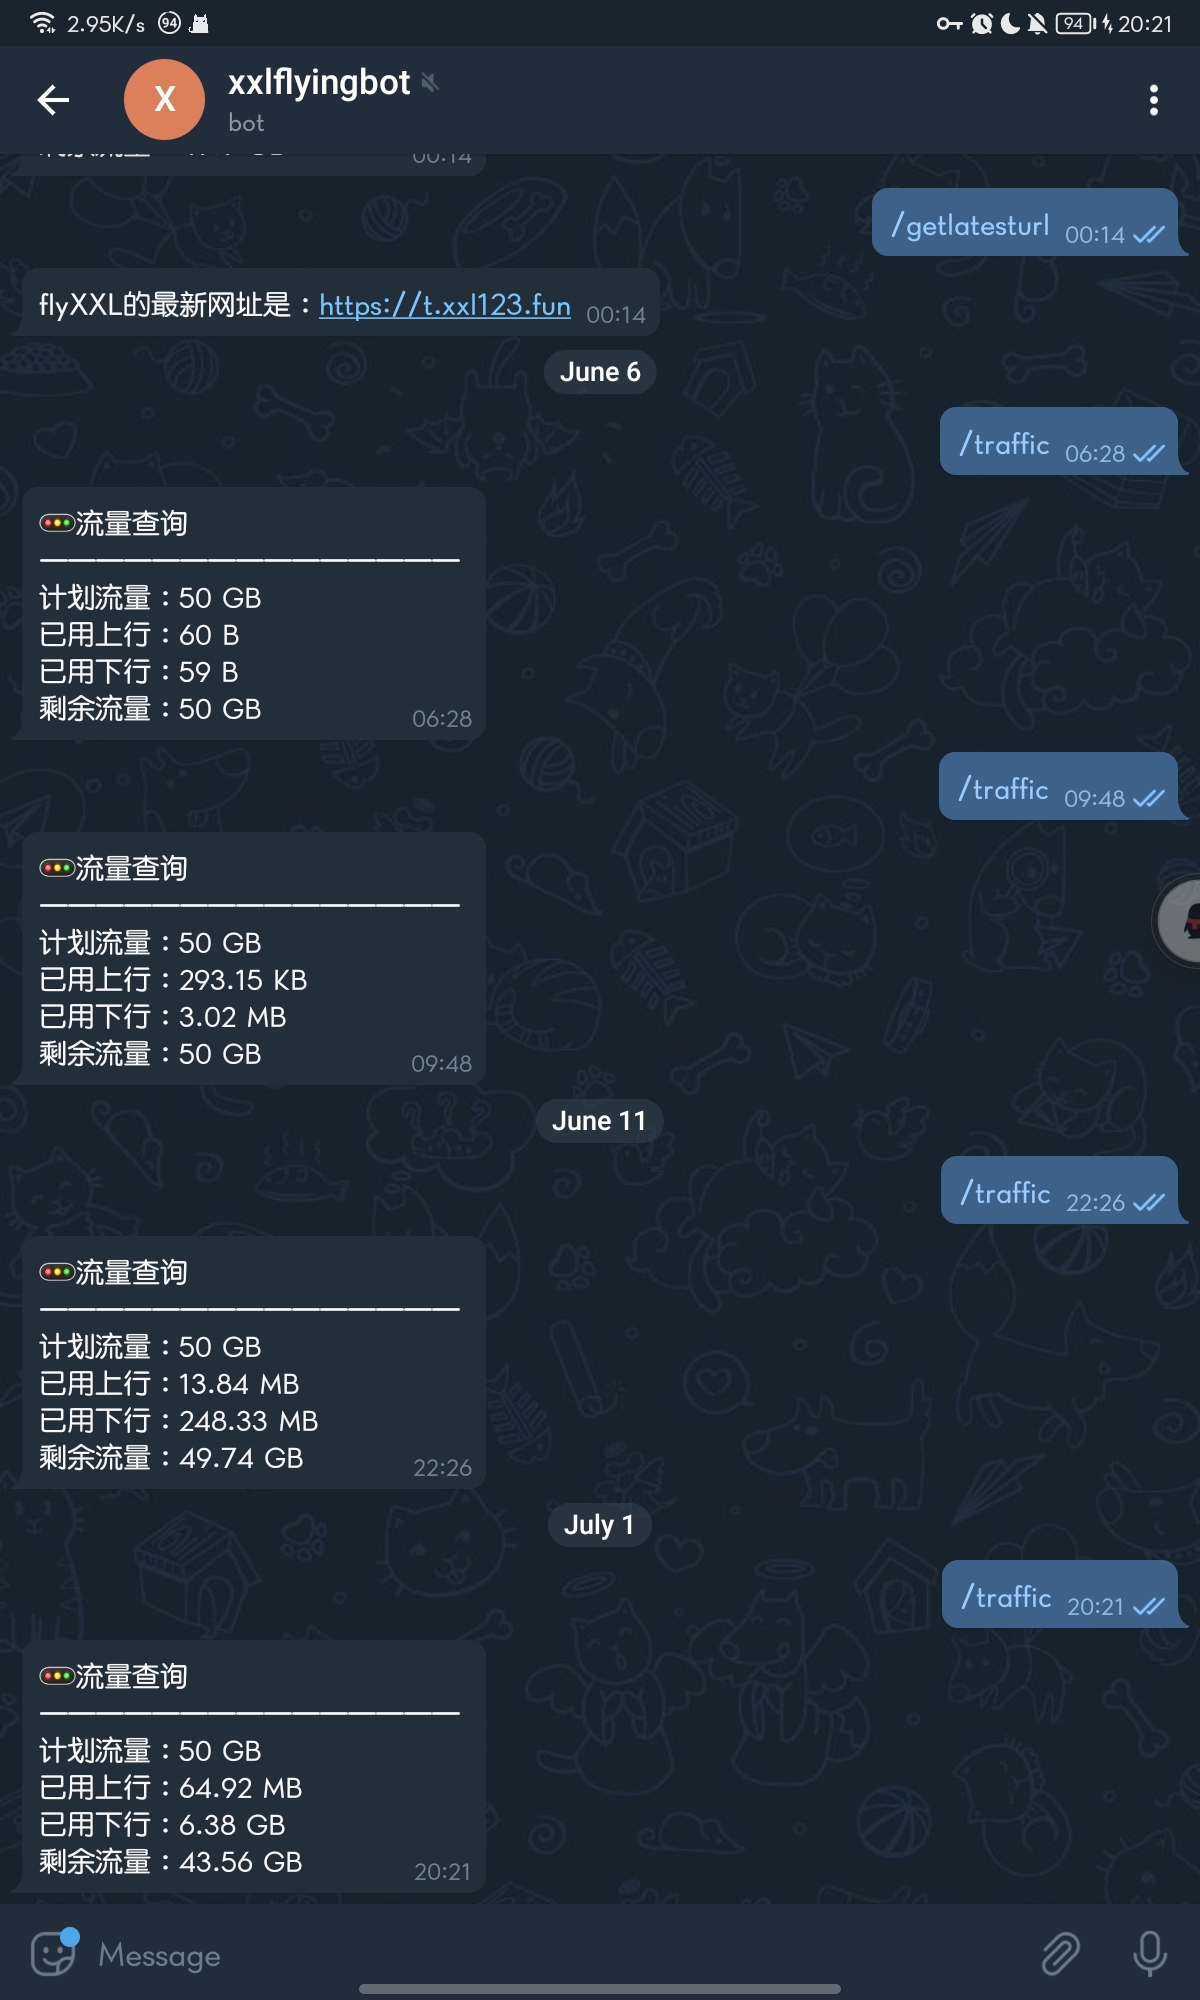 2.95K/s 94
94 20:21
X
xxlflyingbot
bot
00:14
/getlatesturl 00:14
flyXXL的最新网址是：https://t.xxl123.fun 00:14
June 6
/traffic 06:28
流量查询
计划流量：50 GB
已用上行：60 B
已用下行：59 B
剩余流量：50 GB
06:28
/traffic 09:48
流量查询
计划流量：50 GB
已用上行：293.15 KB
已用下行：3.02 MB
剩余流量：50 GB
09:48
June 11
/traffic 22:26
流量查询
计划流量：50 GB
已用上行：13.84 MB
已用下行：248.33 MB
剩余流量：49.74 GB
22:26
July 1
/traffic 20:21
流量查询
计划流量：50 GB
已用上行：64.92 MB
已用下行：6.38 GB
剩余流量：43.56 GB
20:21
Message